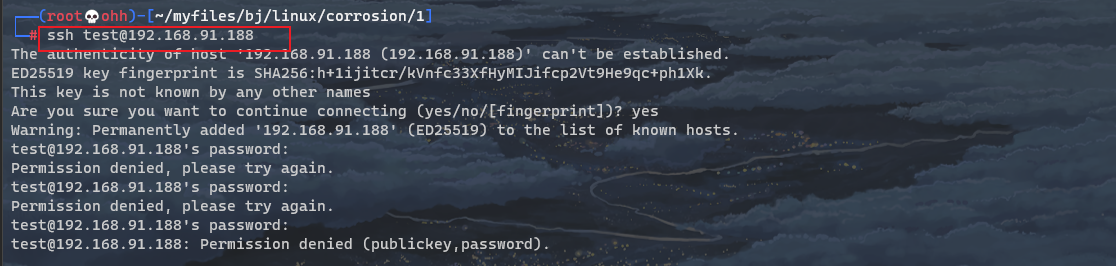 ┌──(root💀ohh)-[~/myfiles/bj/linux/corrosion/1]
└─# ssh test@192.168.91.188
The authenticity of host '192.168.91.188 (192.168.91.188)' can't be established.
ED25519 key fingerprint is SHA256:h+1ijitcr/kVnfc33XfHyMIJifcp2Vt9He9qc+ph1Xk.
This key is not known by any other names
Are you sure you want to continue connecting (yes/no/[fingerprint])? yes
Warning: Permanently added '192.168.91.188' (ED25519) to the list of known hosts.
test@192.168.91.188's password:
Permission denied, please try again.
test@192.168.91.188's password:
Permission denied, please try again.
test@192.168.91.188's password:
test@192.168.91.188: Permission denied (publickey,password).